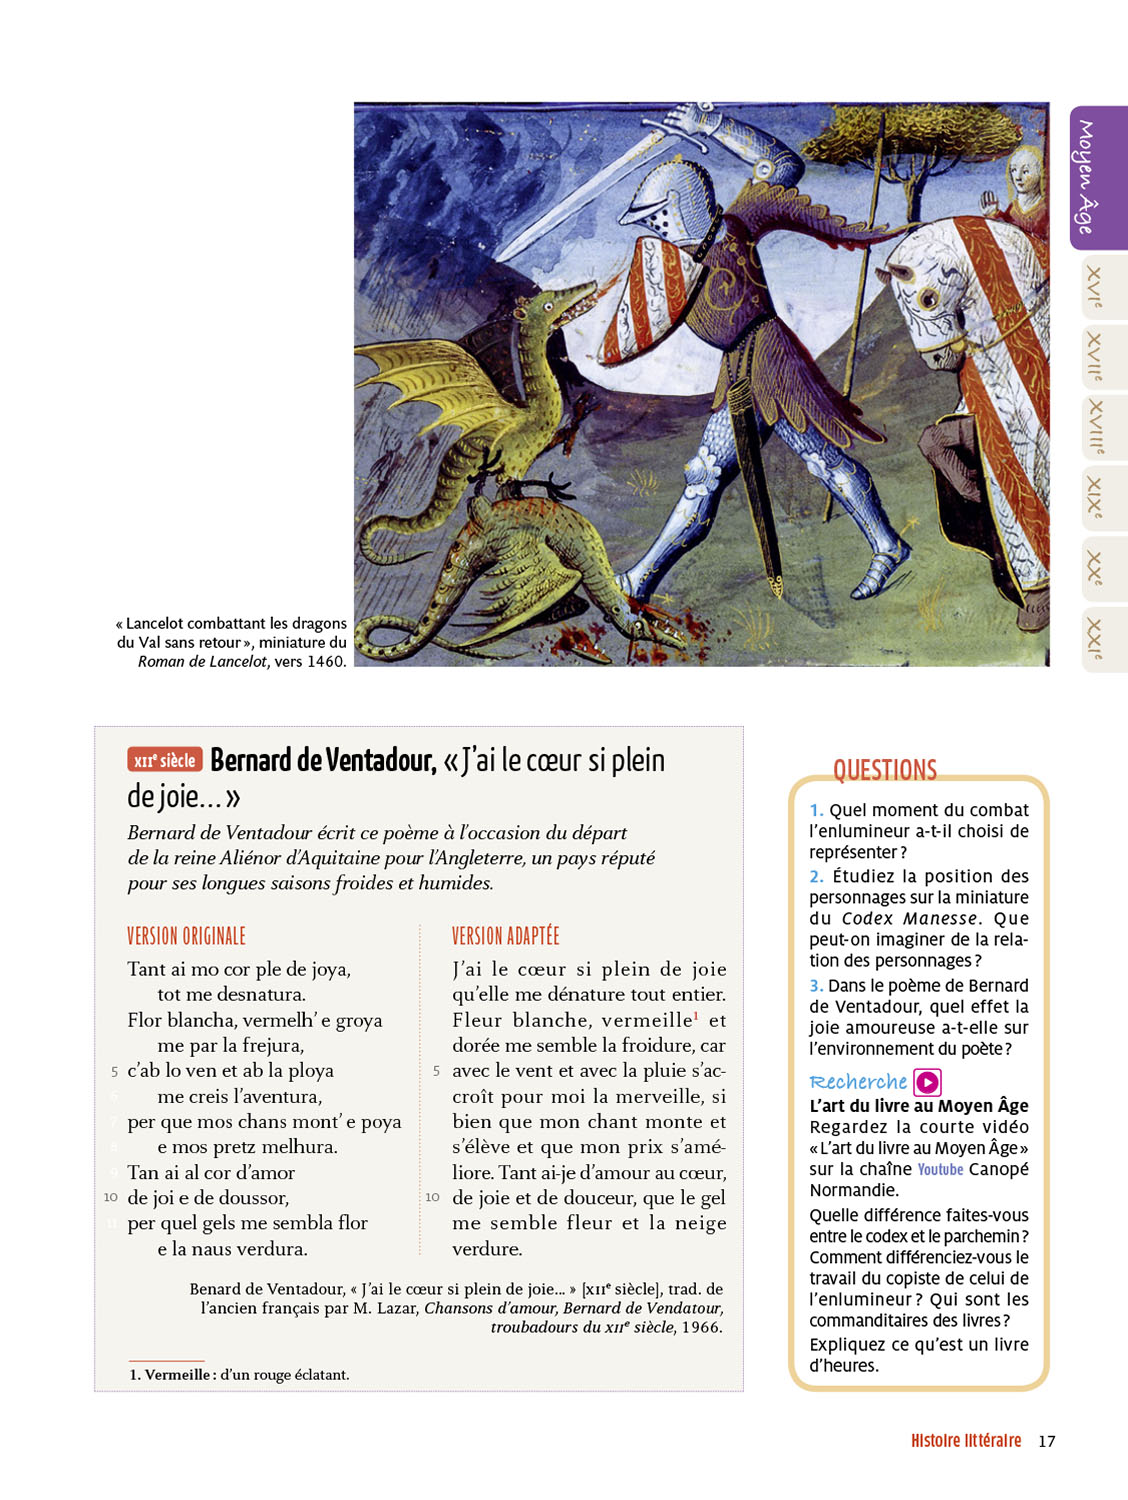 Moyen Âge
XVIe
XVIIe
XVIIIe
XIXe
XXe
XXIe
« Lancelot combattant les dragons
du Val sans retour », miniature du
Roman de Lancelot, vers 1460.
XIIe siècle Bernard de Ventadour, « J’ai le cœur si plein
de joie... »
Bernard de Ventadour écrit ce poème à l’occasion du départ
de la reine Aliénor d’Aquitaine pour l’Angleterre, un pays réputé
pour ses longues saisons froides et humides.
VERSION ORIGINALE
Tant ai mo cor ple de joya,
tot me desnatura.
Flor blancha, vermelh’ e groya
me par la frejura,
5 c’ab lo ven et ab la ploya
6 me creis l’aventura,
7 per que mos chans mont’ e poya
8 e mos pretz melhura.
9 Tan ai al cor d’amor
10 de joi e de doussor,
11 per quel gels me sembla flor
e la naus verdura.
VERSION ADAPTÉE
J’ai le cœur si plein de joie
qu’elle me dénature tout entier.
Fleur blanche, vermeille1 et
dorée me semble la froidure, car
5 avec le vent et avec la pluie s’ac-
croît pour moi la merveille, si
bien que mon chant monte et
s’élève et que mon prix s’amé-
liore. Tant ai-je d’amour au cœur,
10 de joie et de douceur, que le gel
me semble fleur et la neige
verdure.
Benard de Ventadour, « J’ai le cœur si plein de joie... » [XIIe siècle], trad. de
l’ancien français par M. Lazar, Chansons d’amour, Bernard de Vendatour,
troubadours du XIIe siècle, 1966.
1. Vermeille : d’un rouge éclatant.
QUESTIONS
1. Quel moment du combat
l’enlumineur a-t-il choisi de
représenter ?
2. Étudiez la position des
personnages sur la miniature
du Codex Manesse. Que
peut-on imaginer de la rela-
tion des personnages ?
3. Dans le poème de Bernard
de Ventadour, quel effet la
joie amoureuse a-t-elle sur
l’environnement du poète ?
Recherche
L’art du livre au Moyen Âge
Regardez la courte vidéo
« L’art du livre au Moyen Âge »
sur la chaîne Youtube Canopé
Normandie.
Quelle différence faites-vous
entre le codex et le parchemin ?
Comment différenciez-vous le
travail du copiste de celui de
l’enlumineur ? Qui sont les
commanditaires des livres ?
Expliquez ce qu’est un livre
d’heures.
Histoire littéraire 17